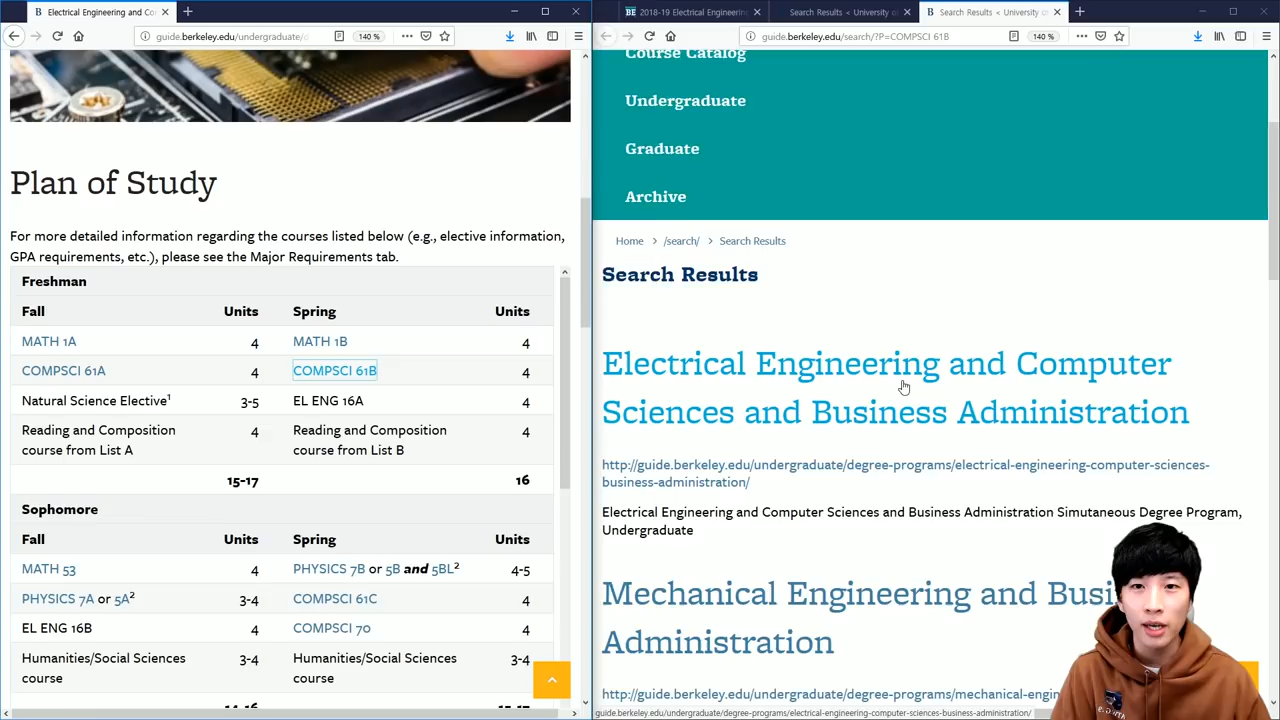 Electrical Engineering and Co
2018-19 Electrical Engineerin
Search Results < University o
Search Results < University of
guide.berkeley.edu/undergraduate/d
140 %
guide.berkeley.edu/search/?P=COMPSCI 61B
140 %
Plan of Study
For more detailed information regarding the courses listed below (e.g., elective information,
GPA requirements, etc.), please see the Major Requirements tab.
Freshman
Fall Units Spring Units
MATH 1A 4 MATH 1B 4
COMPSCI 61A 4 COMPSCI 61B 4
Natural Science Elective¹ 3-5 EL ENG 16A 4
Reading and Composition 4 Reading and Composition 4
course from List A course from List B
15-17 16
Sophomore
Fall Units Spring Units
MATH 53 4 PHYSICS 7B or 5B and 5BL² 4-5
PHYSICS 7A or 5A² 3-4 COMPSCI 61C 4
EL ENG 16B 4 COMPSCI 70 4
Humanities/Social Sciences 3-4 Humanities/Social Sciences 3-4
course course
14-16
Course Catalog
Undergraduate
Graduate
Archive
Home > /search/ > Search Results
Search Results
Electrical Engineering and Computer
Sciences and Business Administration
http://guide.berkeley.edu/undergraduate/degree-programs/electrical-engineering-computer-sciences-
business-administration/
Electrical Engineering and Computer Sciences and Business Administration Simutaneous Degree Program,
Undergraduate
Mechanical Engineering and Busi
Administration
http://guide.berkeley.edu/undergraduate/degree-programs/mechanical-eng
guide.berkeley.edu/undergraduate/degree-programs/electrical-engineering-computer-sciences-business-administration/